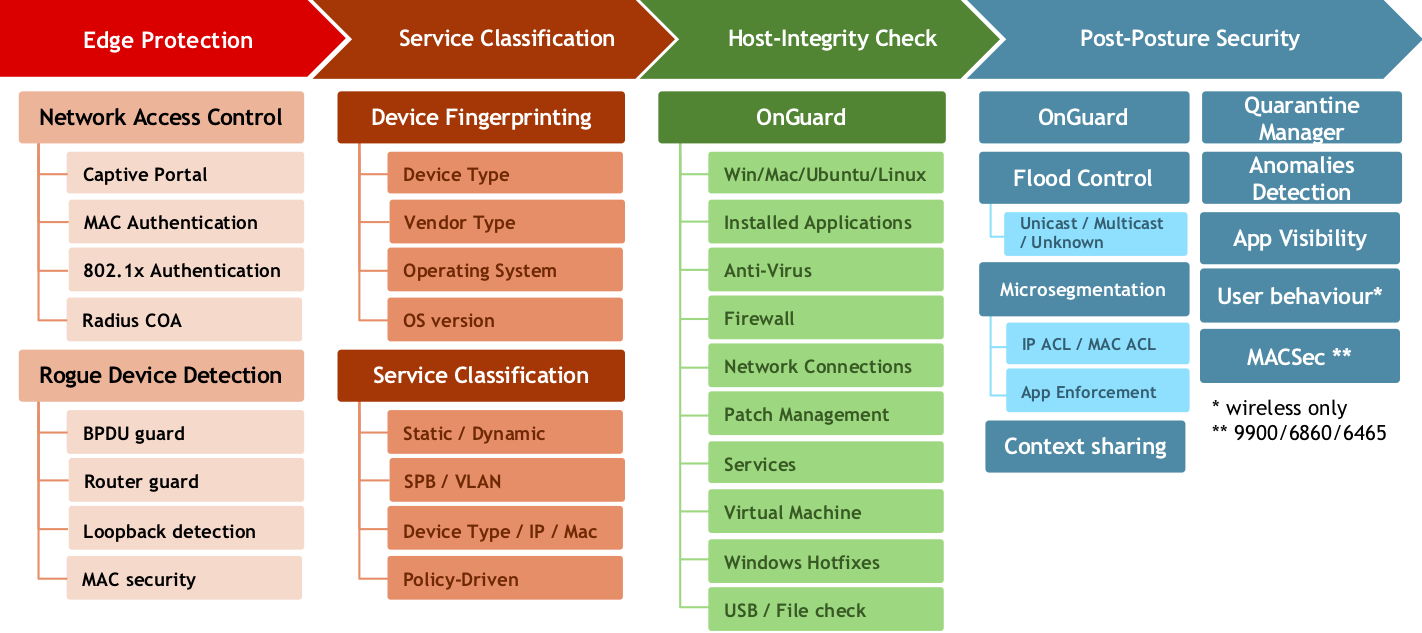 Edge Protection
Service Classification
Host-Integrity Check
Post-Posture Security
Network Access Control
Captive Portal
MAC Authentication
802.1x Authentication
Radius COA
Rogue Device Detection
BPDU guard
Router guard
Loopback detection
MAC security
Device Fingerprinting
Device Type
Vendor Type
Operating System
OS version
Service Classification
Static / Dynamic
SPB / VLAN
Device Type / IP / Mac
Policy-Driven
OnGuard
Win/Mac/Ubuntu/Linux
Installed Applications
Anti-Virus
Firewall
Network Connections
Patch Management
Services
Virtual Machine
Windows Hotfixes
USB / File check
OnGuard
Flood Control
Unicast / Multicast
/ Unknown
Microsegmentation
IP ACL / MAC ACL
App Enforcement
Context sharing
Quarantine
Manager
Anomalies
Detection
App Visibility
User behaviour*
MACSec **
* wireless only
** 9900/6860/6465